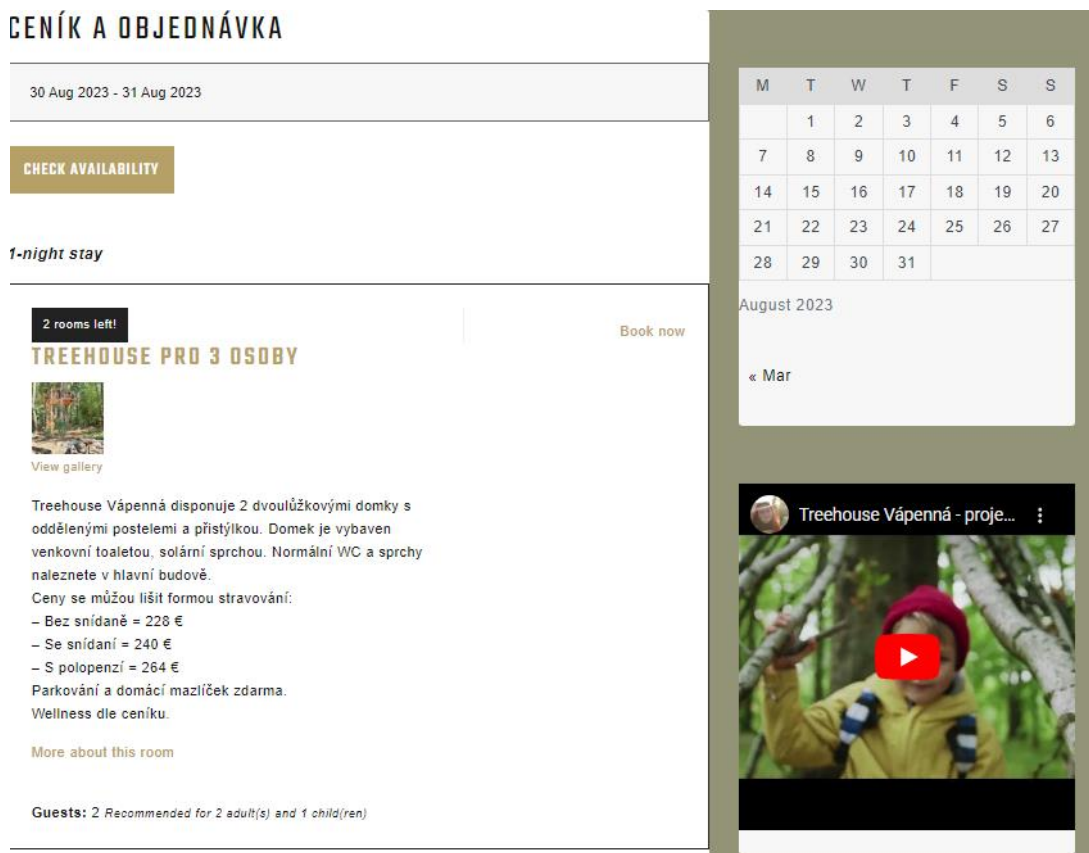 CENÍK A OBJEDNÁVKA
30 Aug 2023 - 31 Aug 2023
CHECK AVAILABILITY
1-night stay
2 rooms left!
Book now
TREEHOUSE PRO 3 OSOBY
View gallery
Treehouse Vápenná disponuje 2 dvoulůžkovými domky s
oddělenými postelemi a přistýlkou. Domek je vybaven
venkovní toaletou, solární sprchou. Normální WC a sprchy
naleznete v hlavní budově.
Ceny se můžou lišit formou stravování:
– Bez snídaně = 228 €
– Se snídaní = 240 €
– S polopenzí = 264 €
Parkování a domácí mazlíček zdarma.
Wellness dle ceníku.
More about this room
Guests: 2 Recommended for 2 adult(s) and 1 child(ren)
M T W T F S S
1 2 3 4 5 6
7 8 9 10 11 12 13
14 15 16 17 18 19 20
21 22 23 24 25 26 27
28 29 30 31
August 2023
« Mar
Treehouse Vápenná - proje...